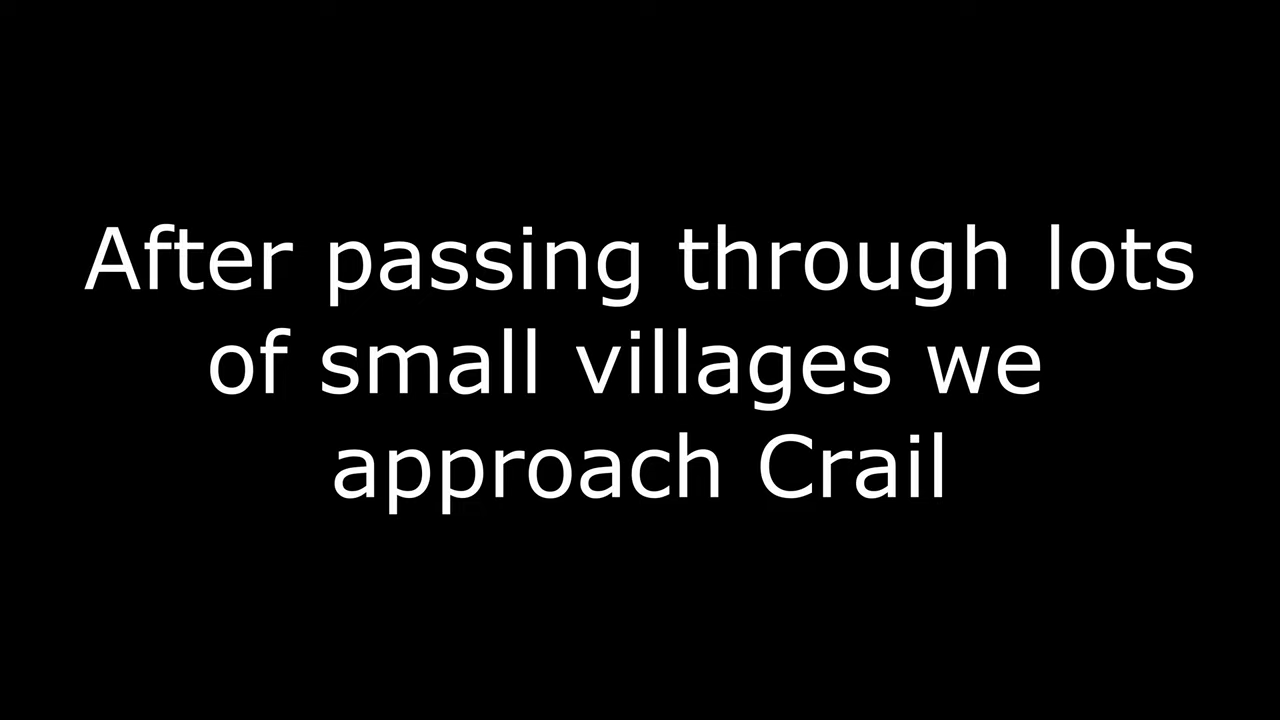 After passing through lots
of small villages we
approach Crail